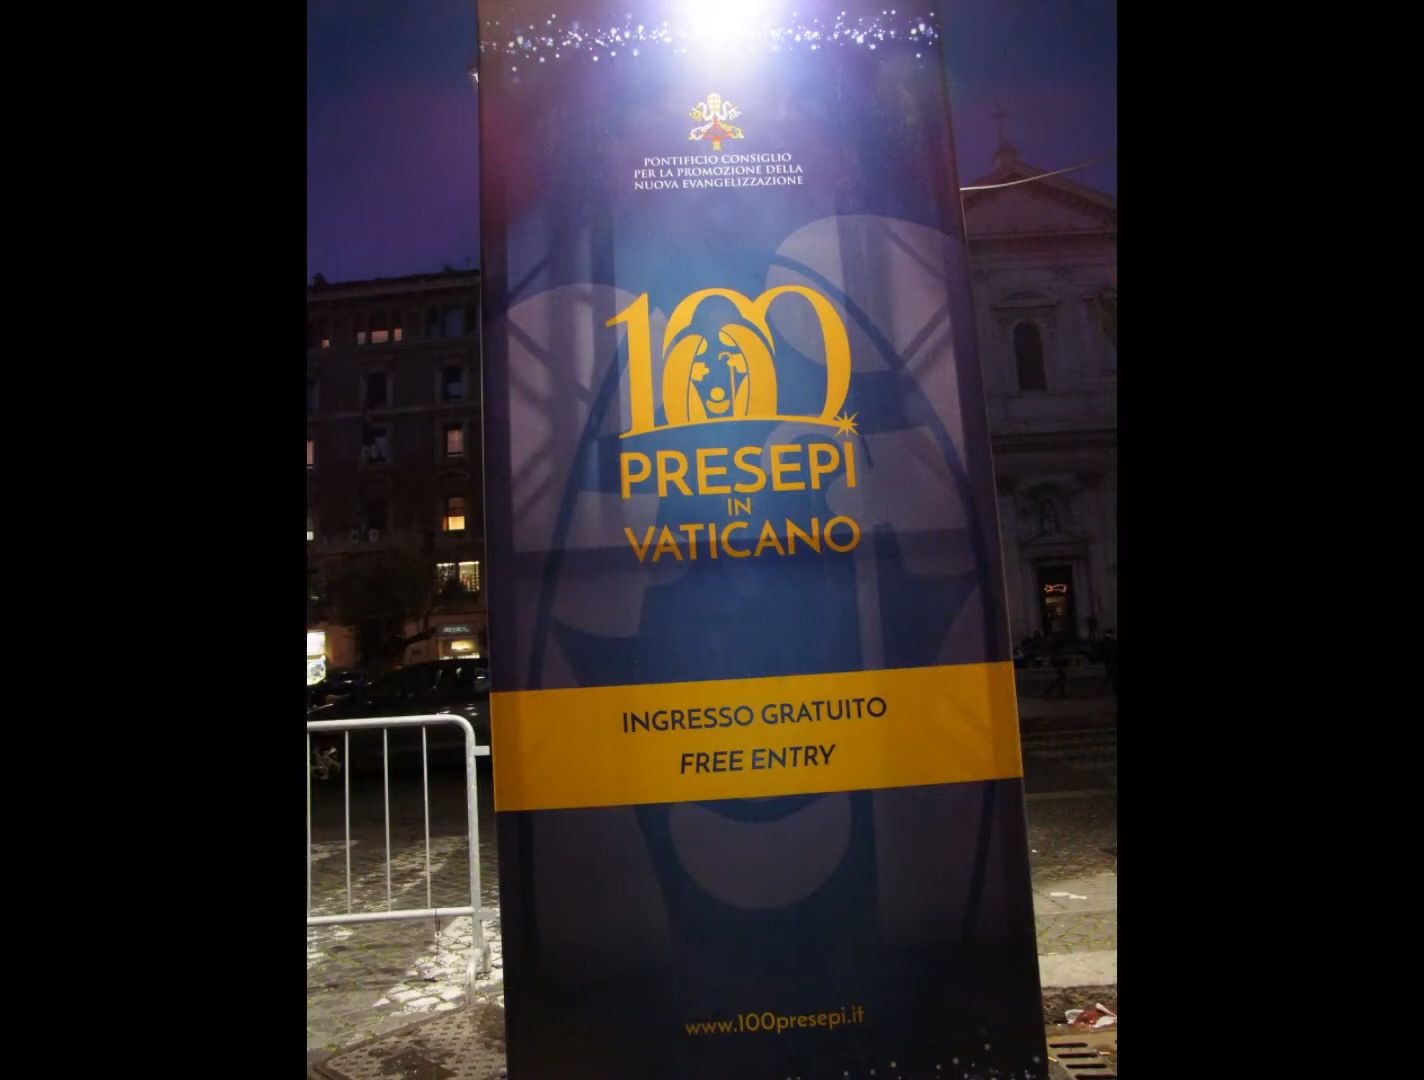 PONTIFICIO CONSIGLIO
PER LA PROMOZIONE DELLA
NUOVA EVANGELIZZAZIONE
100
PRESEPI
IN
VATICANO
INGRESSO GRATUITO
FREE ENTRY
www.100presepi.it